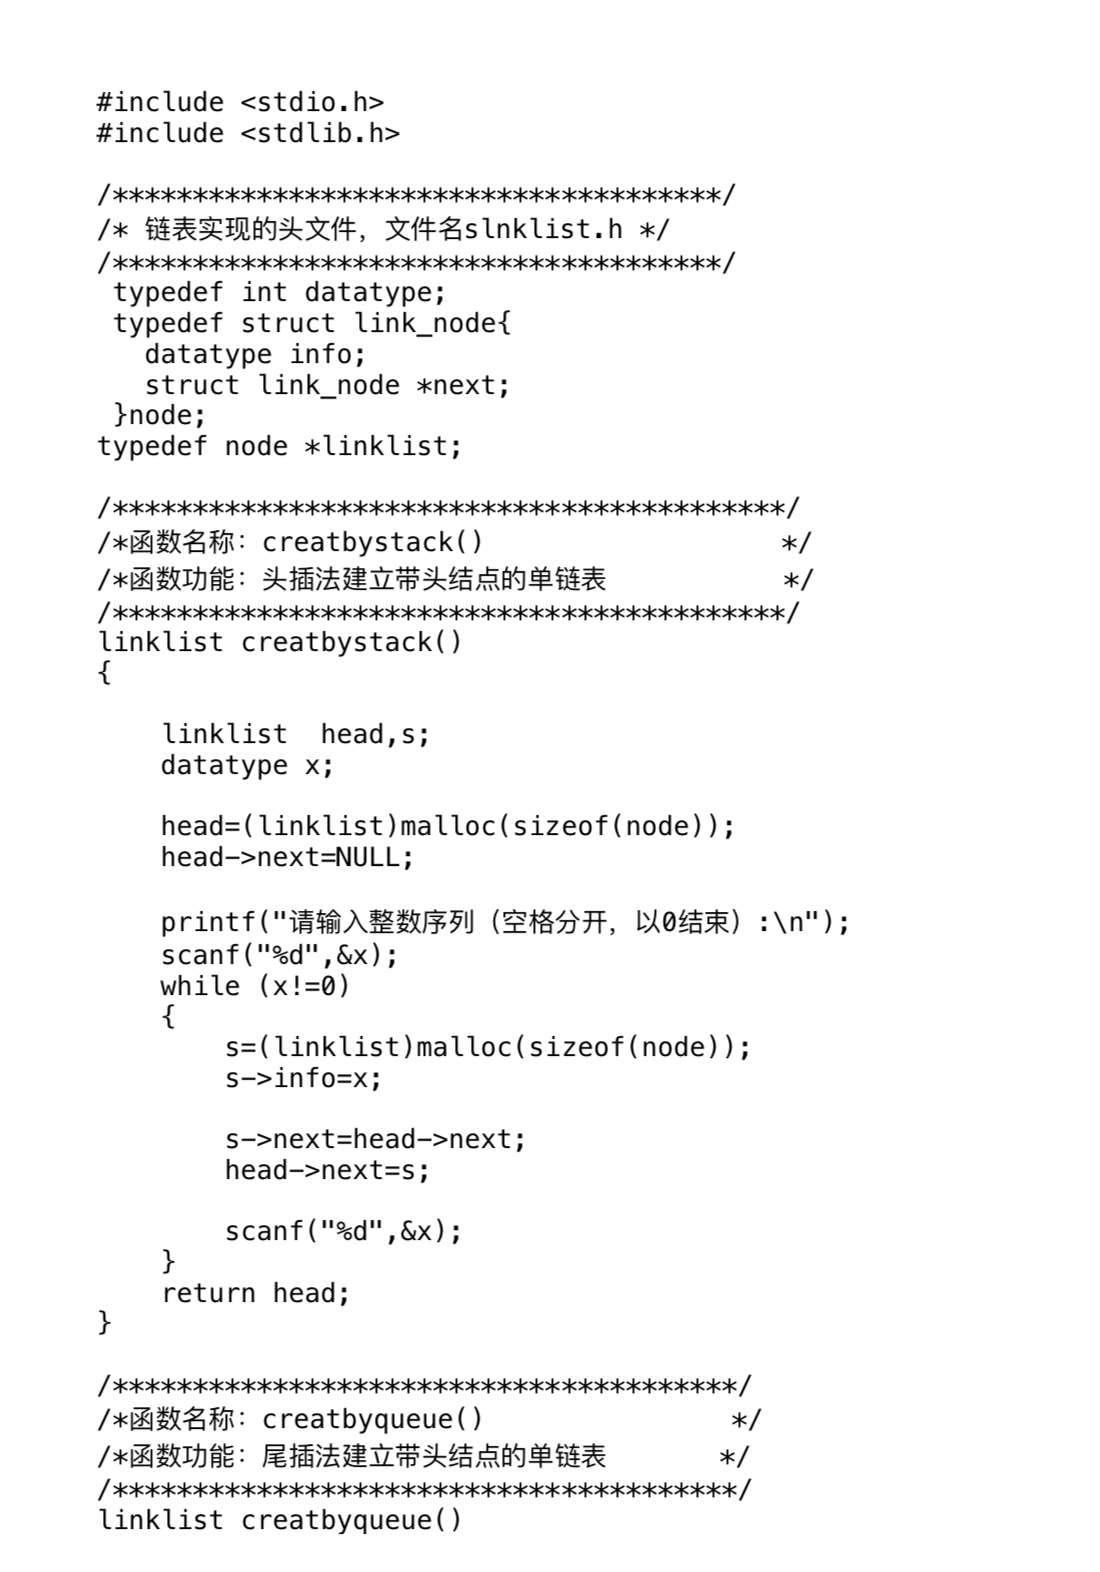 #include <stdio.h>
#include <stdlib.h>
/**************************************/
/* 链表实现的头文件，文件名slnklist.h */
/**************************************/
typedef int datatype;
typedef struct link_node{
datatype info;
struct link_node *next;
}node;
typedef node *linklist;
/******************************************/
/*函数名称：creatbystack() */
/*函数功能：头插法建立带头结点的单链表 */
/******************************************/
linklist creatbystack()
{
linklist  head,s;
datatype x;
head=(linklist)malloc(sizeof(node));
head->next=NULL;
printf("请输入整数序列（空格分开，以0结束）:\n");
scanf("%d",&x);
while (x!=0)
{
s=(linklist)malloc(sizeof(node));
s->info=x;
s->next=head->next;
head->next=s;
scanf("%d",&x);
}
return head;
}
/***************************************/
/*函数名称：creatbyqueue() */
/*函数功能：尾插法建立带头结点的单链表 */
/***************************************/
linklist creatbyqueue()